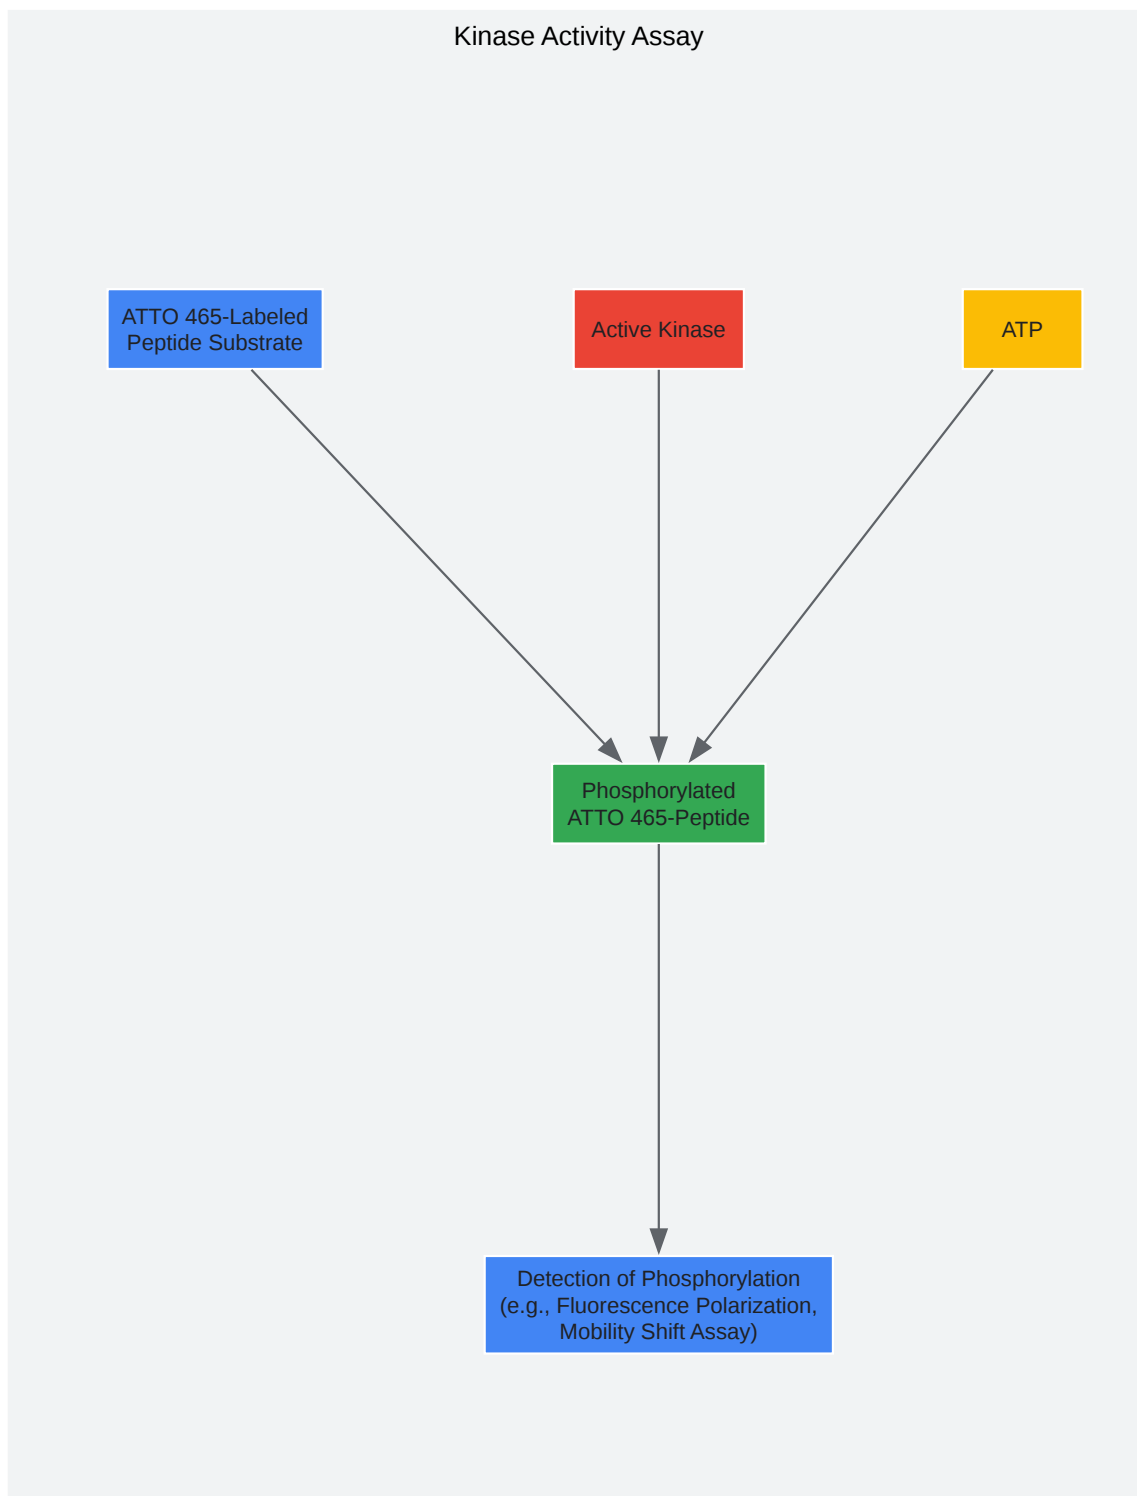 Kinase Activity Assay
ATTO 465-Labeled
Peptide Substrate
Active Kinase
ATP
Phosphorylated
ATTO 465-Peptide
Detection of Phosphorylation
(e.g., Fluorescence Polarization,
Mobility Shift Assay)